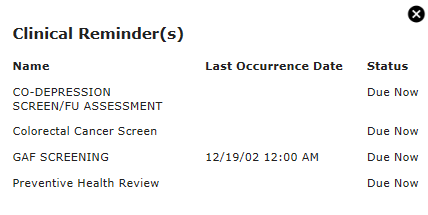 Clinical Reminder(s)
Name Last Occurrence Date Status
CO-DEPRESSION Due Now
SCREEN/FU ASSESSMENT
Colorectal Cancer Screen Due Now
GAF SCREENING 12/19/02 12:00 AM Due Now
Preventive Health Review Due Now